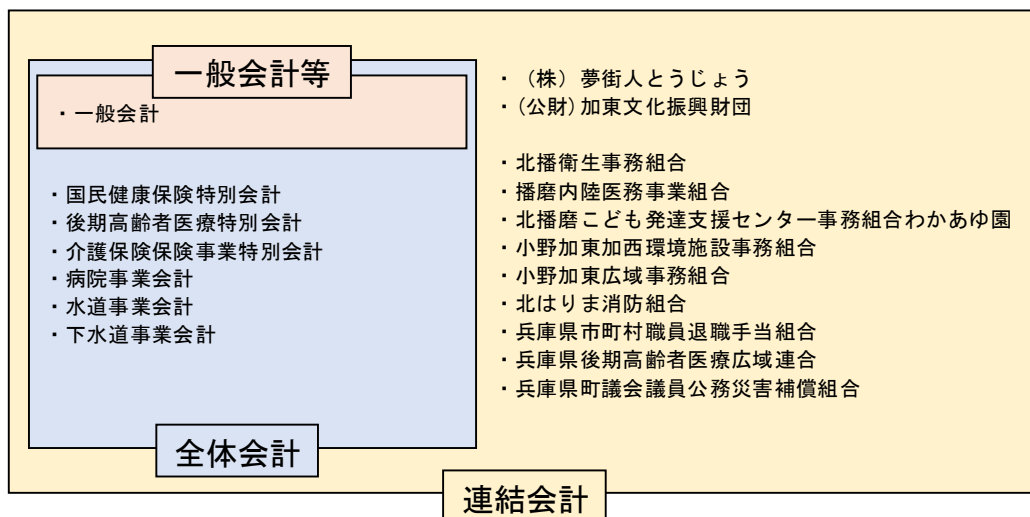 一般会計等
・一般会計
・国民健康保険特別会計
・後期高齢者医療特別会計
・介護保険保険事業特別会計
・病院事業会計
・水道事業会計
・下水道事業会計
全体会計
・（株）夢街人とうじょう
・(公財)加東文化振興財団
・北播衛生事務組合
・播磨内陸医務事業組合
・北播磨こども発達支援センター事務組合わかあゆ園
・小野加東加西環境施設事務組合
・小野加東広域事務組合
・北はりま消防組合
・兵庫県市町村職員退職手当組合
・兵庫県後期高齢者医療広域連合
・兵庫県町議会議員公務災害補償組合
連結会計